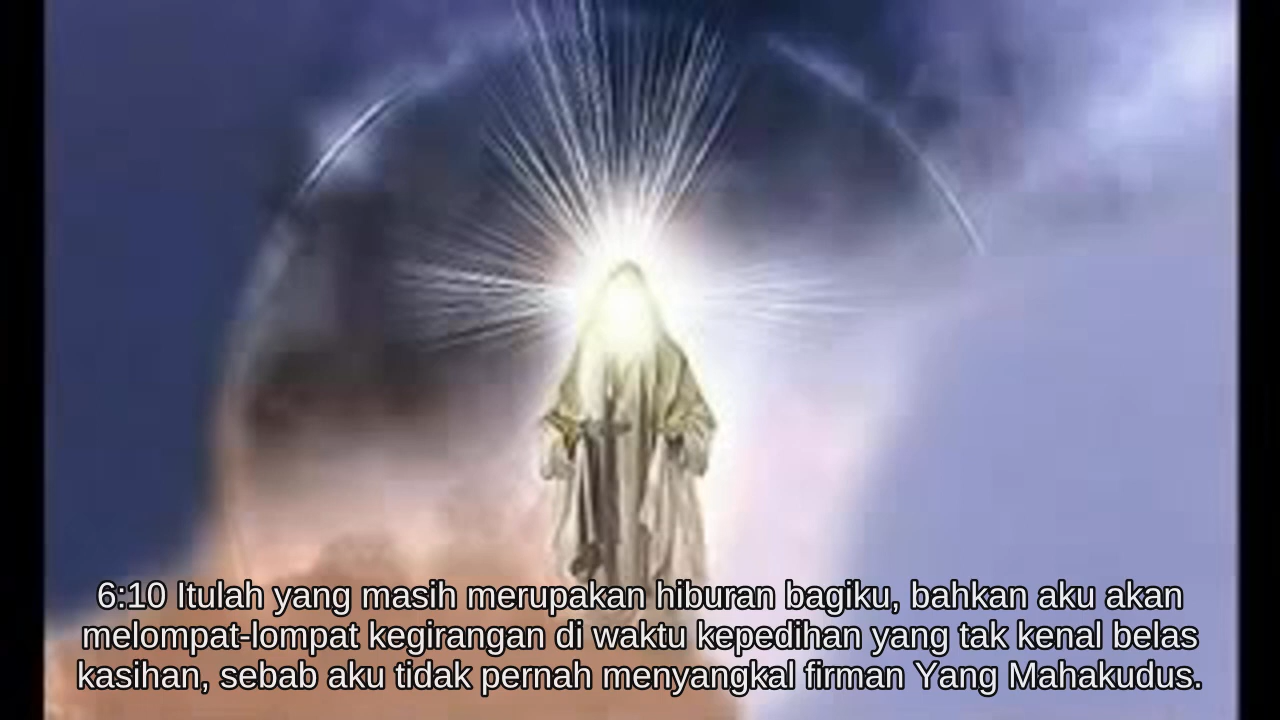 6:10 Itulah yang masih merupakan hiburan bagiku, bahkan aku akan
melompat-lompat kegirangan di waktu kepedihan yang tak kenal belas
kasihan, sebab aku tidak pernah menyangkal firman Yang Mahakudus.